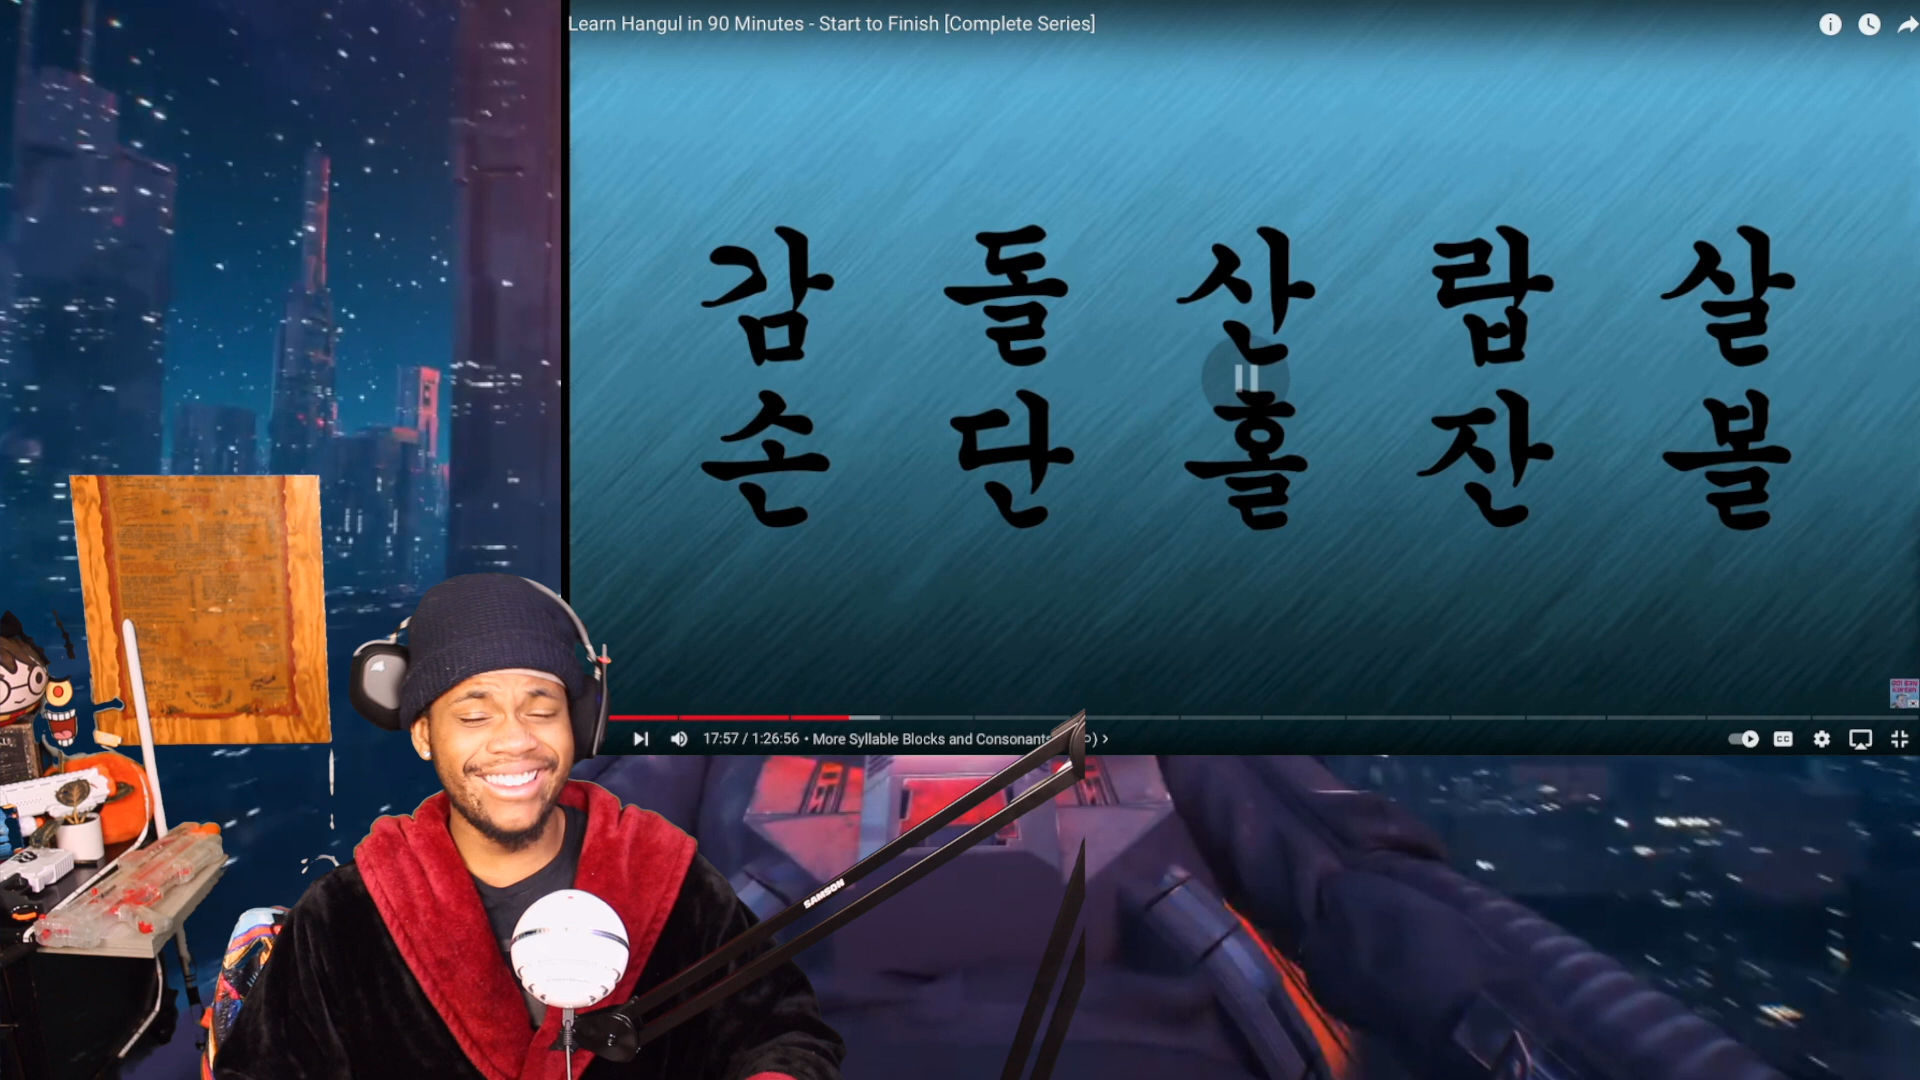 Learn Hangul in 90 Minutes - Start to Finish [Complete Series]
감 돌 산 랍 살
손 단 홀 잔 볼
17:57 / 1:26:56 • More Syllable Blocks and Consonants
CC
SAMSON